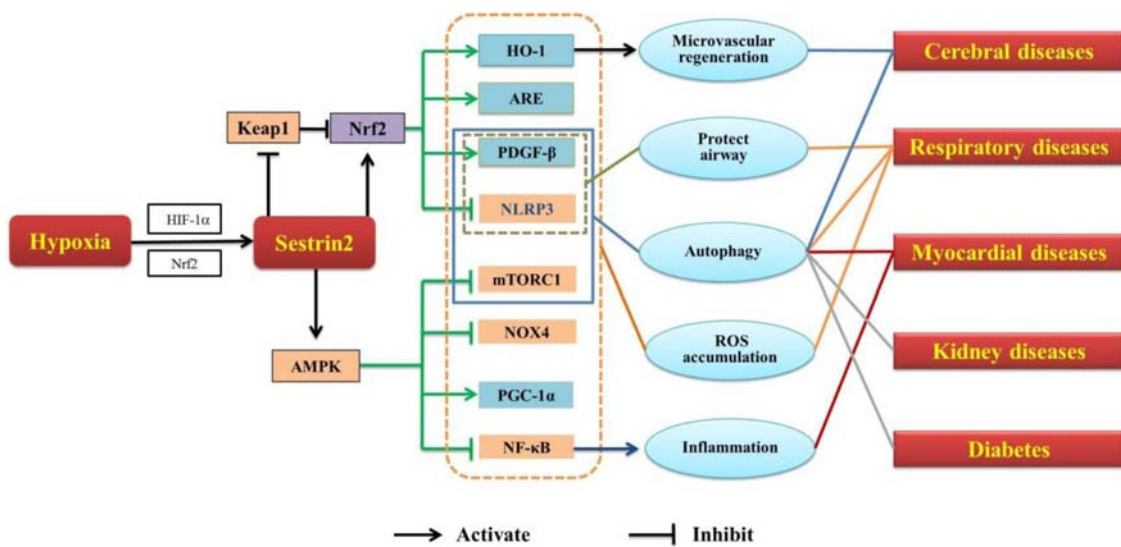 HO-1
Microvascular
regeneration
Cerebral diseases
ARE
Keap1
Nrf2
PDGF-β
Protect
airway
Respiratory diseases
NLRP3
HIF-1α
Hypoxia
Sestrin2
Nrf2
mTORC1
Autophagy
Myocardial diseases
NOX4
ROS
accumulation
Kidney diseases
AMPK
PGC-1α
NF-κB
Inflammation
Diabetes
Activate
Inhibit